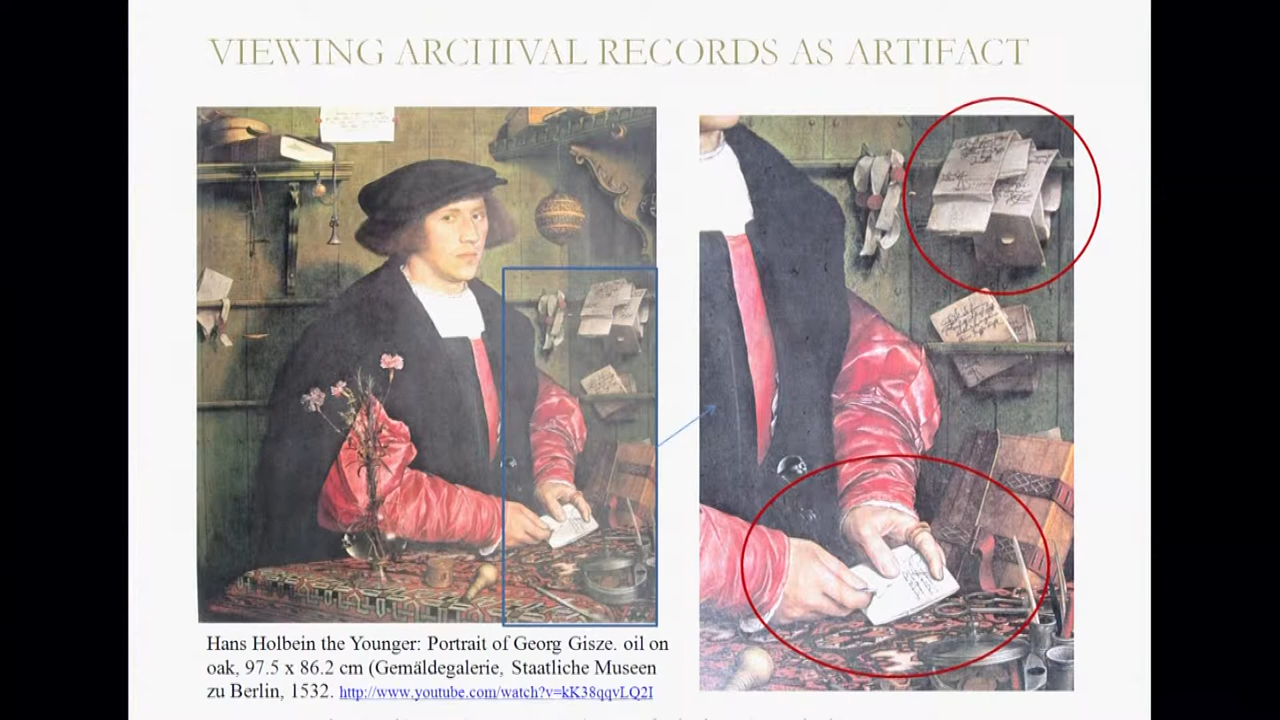 VIEWING ARCHIVAL RECORDS AS ARTIFACT
Hans Holbein the Younger: Portrait of Georg Gisze. oil on
oak, 97.5 x 86.2 cm (Gemäldegalerie, Staatliche Museen
zu Berlin, 1532. http://www.youtube.com/watch?v=kK38qqvLQ2I